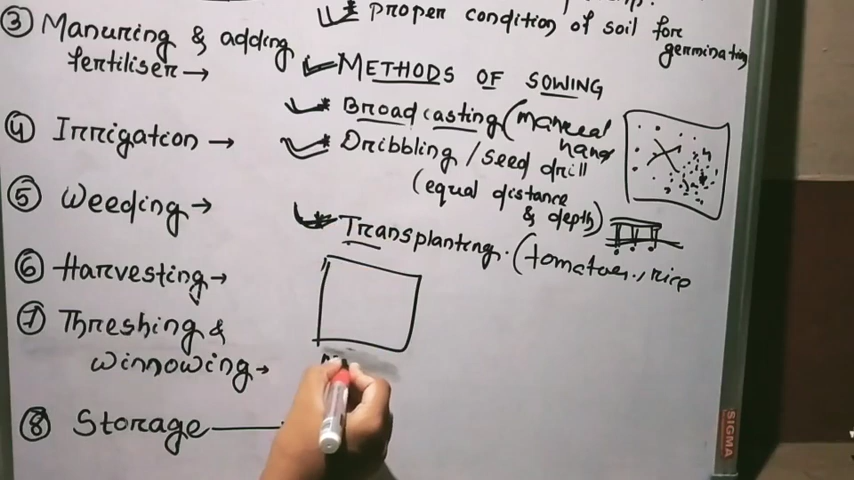 ③ Manuring & adding
fertiliser →
④ Irrigation →
⑤ Weeding →
⑥ Harvesting →
⑦ Threshing &
winnowing →
⑧ Storage
Proper condition of soil for
germination
METHODS OF SOWING
* Broadcasting (manual
hand
* Dribbling / seed drill
(equal distance
& depth)
* Transplanting. (tomatoes., rice
SIGMA